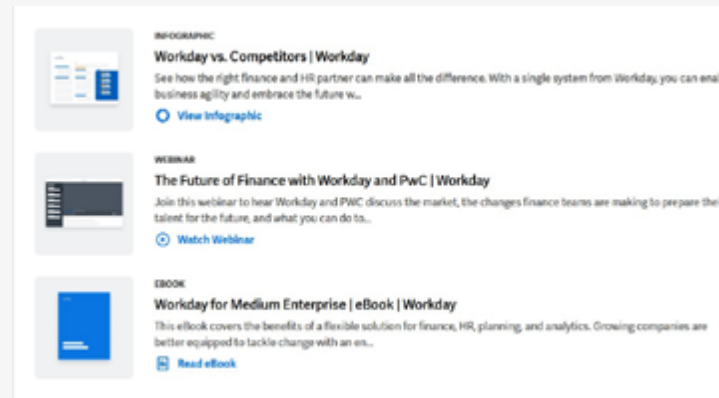 INFOGRAPHIC
Workday vs. Competitors | Workday
See how the right finance and HR partner can make all the difference. With a single system from Workday, you can enal
business agility and embrace the future w...
View Infographic
WEBINAR
The Future of Finance with Workday and PwC | Workday
Join this webinar to hear Workday and PWC discuss the market, the changes finance teams are making to prepare thei
talent for the future, and what you can do to...
Watch Webinar
EBOOK
Workday for Medium Enterprise | eBook | Workday
This eBook covers the benefits of a flexible solution for finance, HR, planning, and analytics. Growing companies are
better equipped to tackle change with an en...
Read eBook